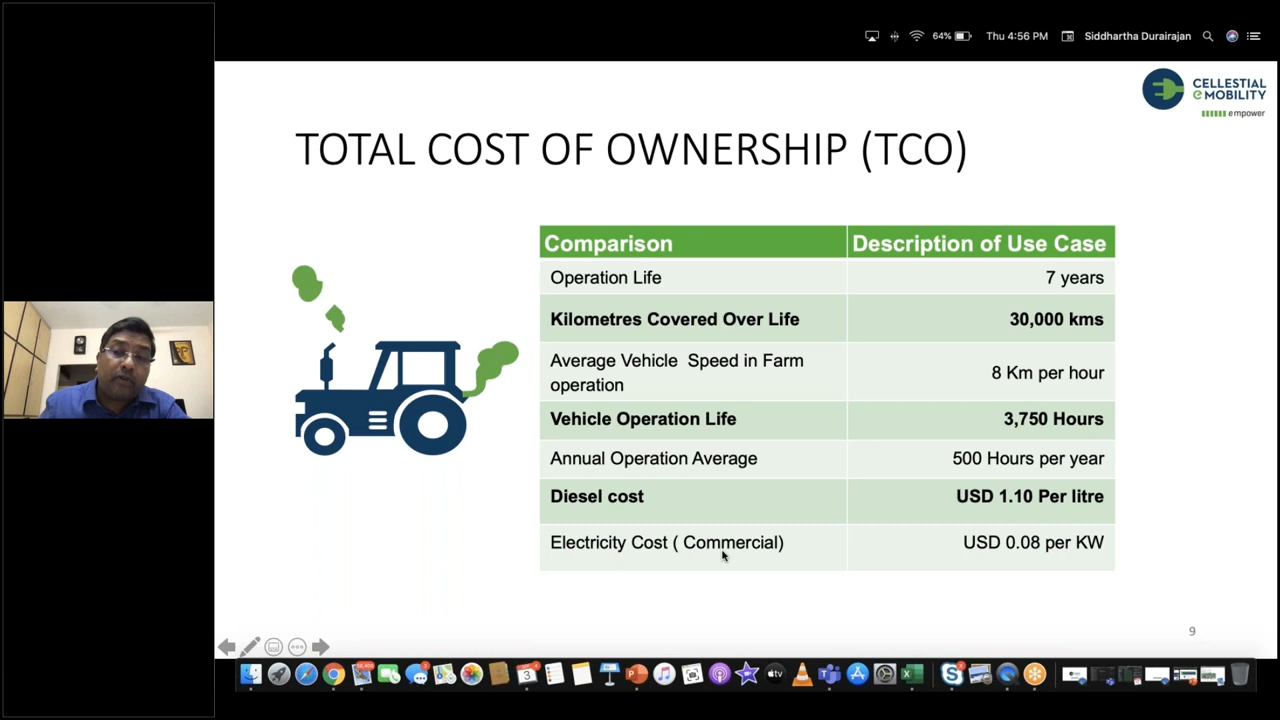 64%
Thu 4:56 PM
Siddhartha Durairajan
CELLESTIAL
eMOBILITY
empower
TOTAL COST OF OWNERSHIP (TCO)
Comparison Description of Use Case
Operation Life 7 years
Kilometres Covered Over Life 30,000 kms
Average Vehicle Speed in Farm
operation 8 Km per hour
Vehicle Operation Life 3,750 Hours
Annual Operation Average 500 Hours per year
Diesel cost USD 1.10 Per litre
Electricity Cost ( Commercial) USD 0.08 per KW
9